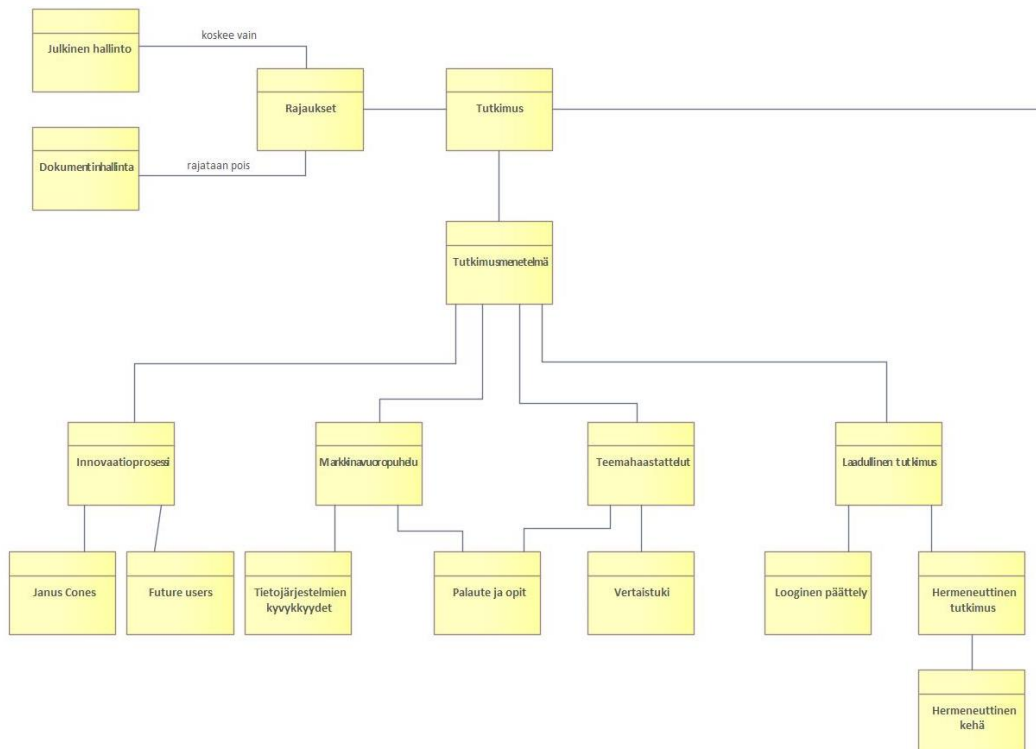 koskee vain
Julkinen hallinto
Rajaukset
Tutkimus
rajataan pois
Dokumentinhallinta
Tutkimusmenetelmä
Innovaatioprosessi
Markkinavuoropuhelu
Teemahaastattelut
Laadullinen tutkimus
Janus Cones
Future users
Tietojärjestelmien
kyvykkyydet
Palaute ja opit
Vertaistuki
Looginen päättely
Hermeneuttinen
tutkimus
Hermeneuttinen
kehä